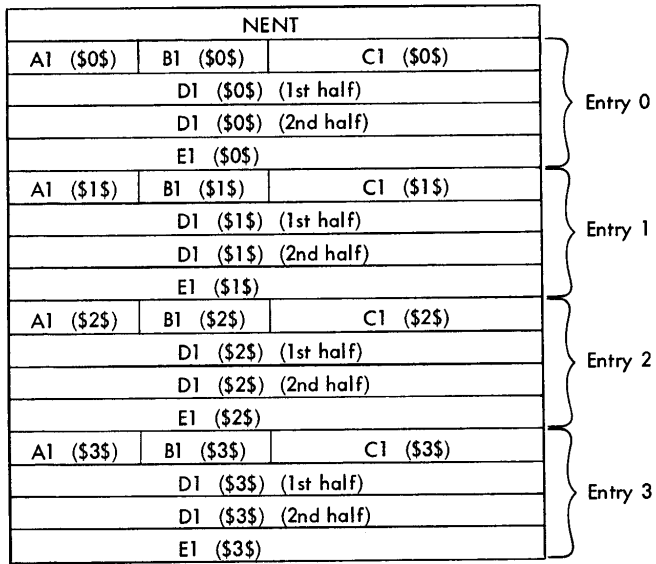 NENT
A1 ($0$) B1 ($0$) C1 ($0$)
D1 ($0$) (1st half)
D1 ($0$) (2nd half)
E1 ($0$)
Entry 0
A1 ($1$) B1 ($1$) C1 ($1$)
D1 ($1$) (1st half)
D1 ($1$) (2nd half)
E1 ($1$)
Entry 1
A1 ($2$) B1 ($2$) C1 ($2$)
D1 ($2$) (1st half)
D1 ($2$) (2nd half)
E1 ($2$)
Entry 2
A1 ($3$) B1 ($3$) C1 ($3$)
D1 ($3$) (1st half)
D1 ($3$) (2nd half)
E1 ($3$)
Entry 3